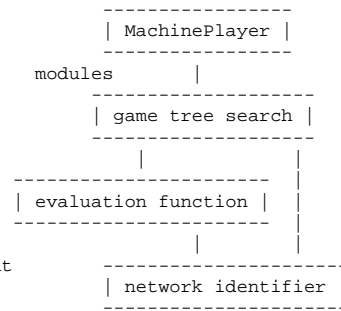 MachinePlayer
modules
game tree search
evaluation function
t
network identifier